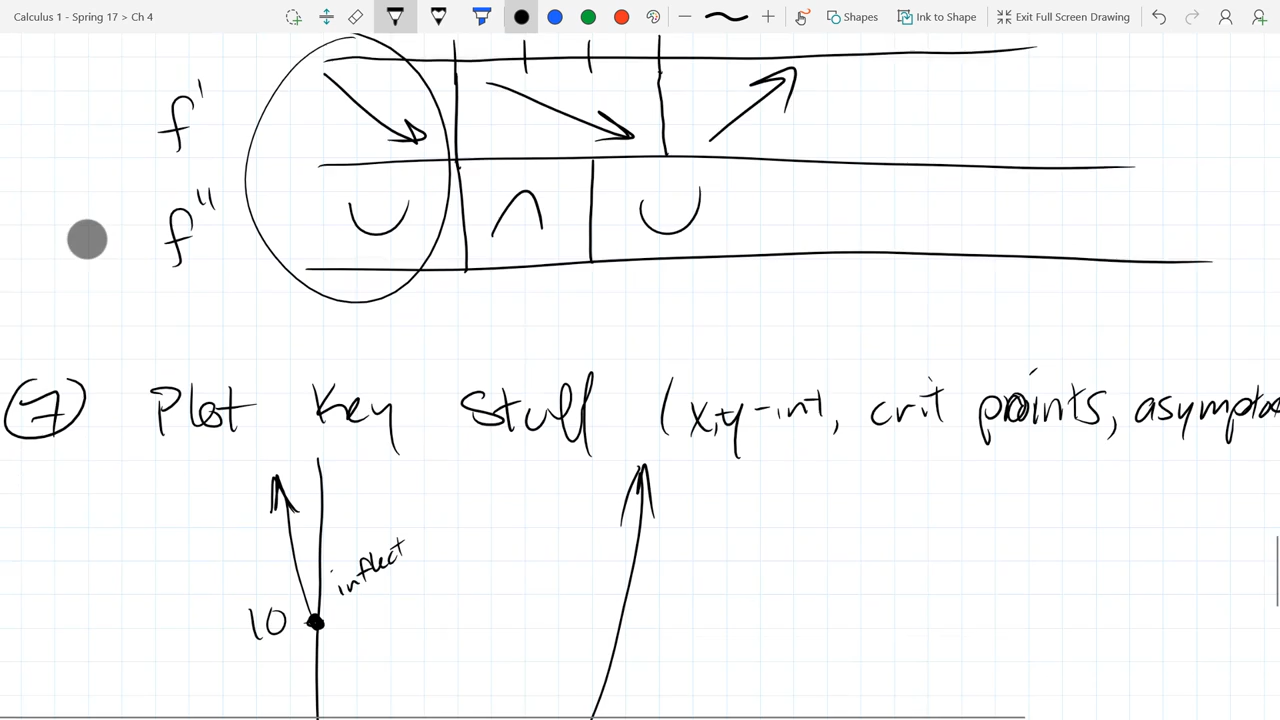 Calculus 1 - Spring 17 > Ch 4
Shapes
Ink to Shape
Exit Full Screen Drawing
f'
f"
7 Plot Key Stuff (x,y-int, crit points, asympto
inflect
10